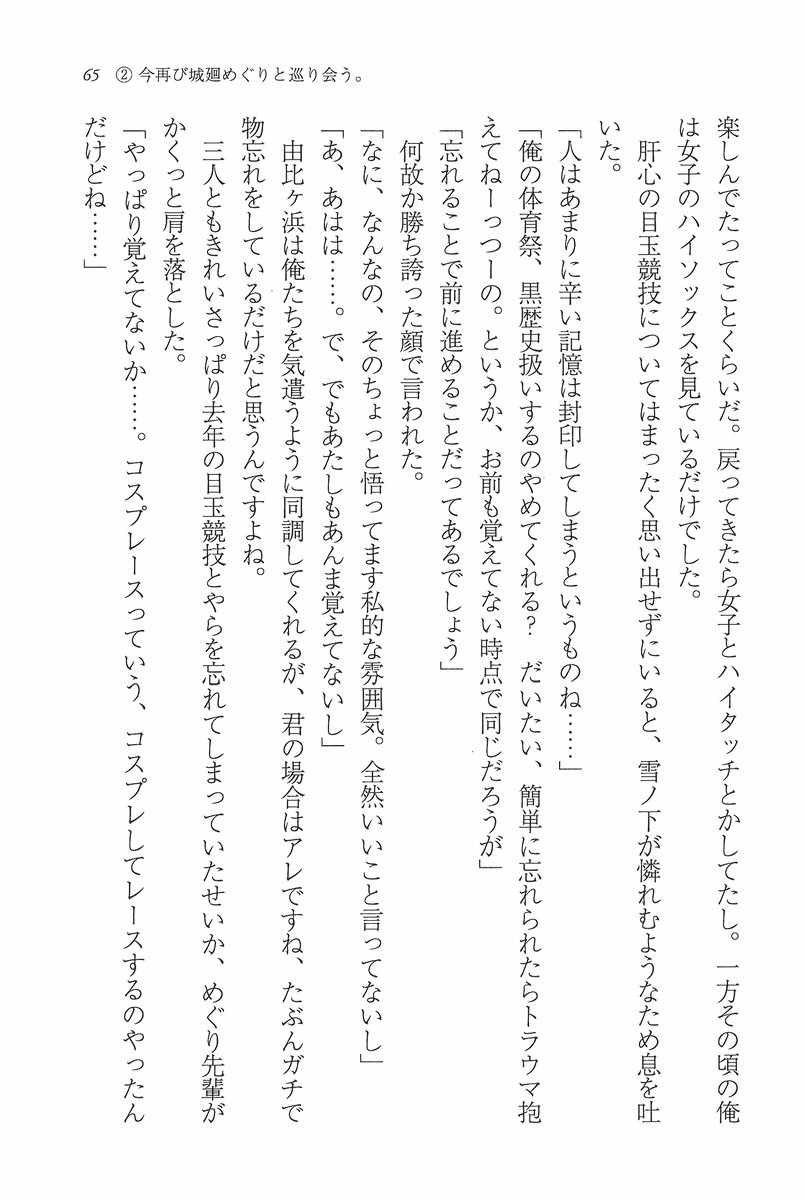 65　② 今再び城廻めぐりと巡り会う。
楽しんでたってことくらいだ。戻ってきたら女子とハイタッチとかしてたし。一方その頃の俺
は女子のハイソックスを見ているだけでした。
　肝心の目玉競技についてはまったく思い出せずにいると、雪ノ下が憐れむようなため息を吐
いた。
「人はあまりに辛い記憶は封印してしまうというものね……」
「俺の体育祭、黒歴史扱いするのやめてくれる？　だいたい、簡単に忘れられたらトラウマ抱
えてねーっつーの。というか、お前も覚えてない時点で同じだろうが」
「忘れることで前に進めることだってあるでしょう」
　何故か勝ち誇った顔で言われた。
「なに、なんなの、そのちょっと悟ってます私的な雰囲気。全然いいこと言ってないし」
「あ、あはは……。で、でもあたしもあんま覚えてないし」
　由比ヶ浜は俺たちを気遣うように同調してくれるが、君の場合はアレですね、たぶんガチで
物忘れをしているだけだと思うんですよね。
　三人ともきれいさっぱり去年の目玉競技とやらを忘れてしまっていたせいか、めぐり先輩が
かくっと肩を落とした。
「やっぱり覚えてないか……。コスプレースっていう、コスプレしてレースするのやったん
だけどね……」